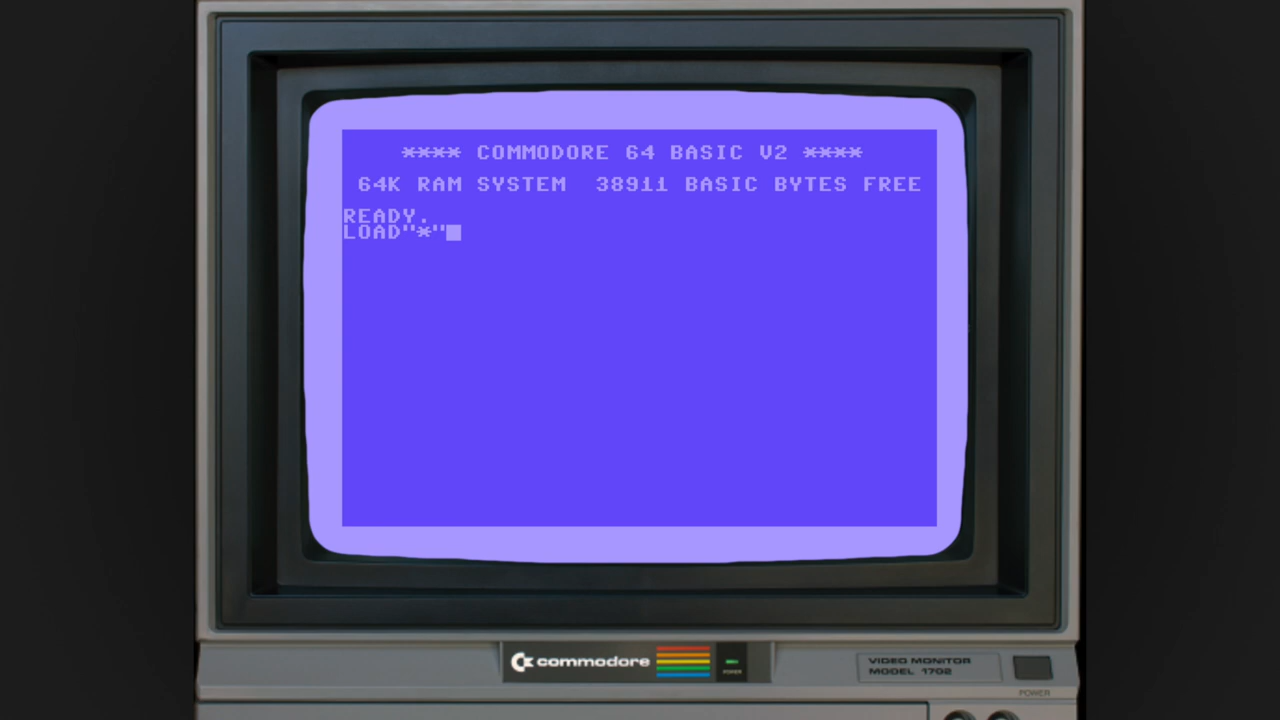 **** COMMODORE 64 BASIC V2 ****
64K RAM SYSTEM  38911 BASIC BYTES FREE
READY.
LOAD"*"
commodore
POWER
VIDEO MONITOR
MODEL 1702
POWER